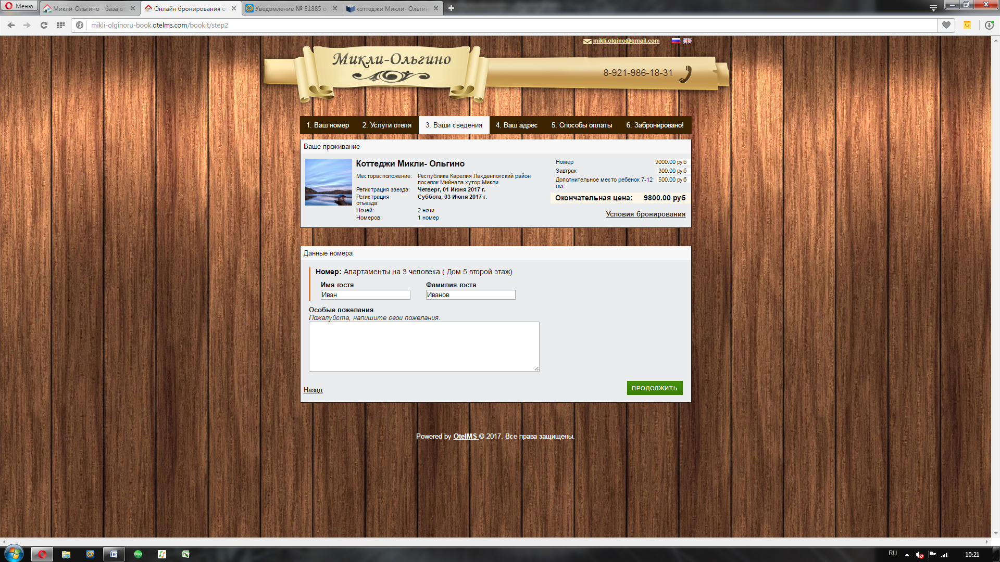 Меню
Микли-Ольгино - база от
Онлайн бронирования от
Уведомление № 81885 о
коттеджи Микли- Ольгин
mikli-olginoru-book.otelms.com/bookit/step2
mikli.olgino@gmail.com
Микли-Ольгино
8-921-986-18-31
1. Ваш номер
2. Услуги отеля
3. Ваши сведения
4. Ваш адрес
5. Способы оплаты
6. Забронировано!
Ваше проживание
Коттеджи Микли- Ольгино
Месторасположение: Республика Карелия Лахденпохский район
поселок Мийнала хутор Микли
Регистрация заезда: Четверг, 01 Июня 2017 г.
Регистрация Суббота, 03 Июня 2017 г.
отъезда:
Ночей: 2 ночи
Номеров: 1 номер
Номер 9000.00 руб
Завтрак 300.00 руб
Дополнительное место ребенок 7-12 500.00 руб
лет
Окончательная цена: 9800.00 руб
Условия бронирования
Данные номера
Номер: Апартаменты на 3 человека ( Дом 5 второй этаж)
Имя гостя Фамилия гостя
Иван Иванов
Особые пожелания
Пожалуйста, напишите свои пожелания.
Назад
ПРОДОЛЖИТЬ
Powered by OtelMS © 2017. Все права защищены.
RU
10:21